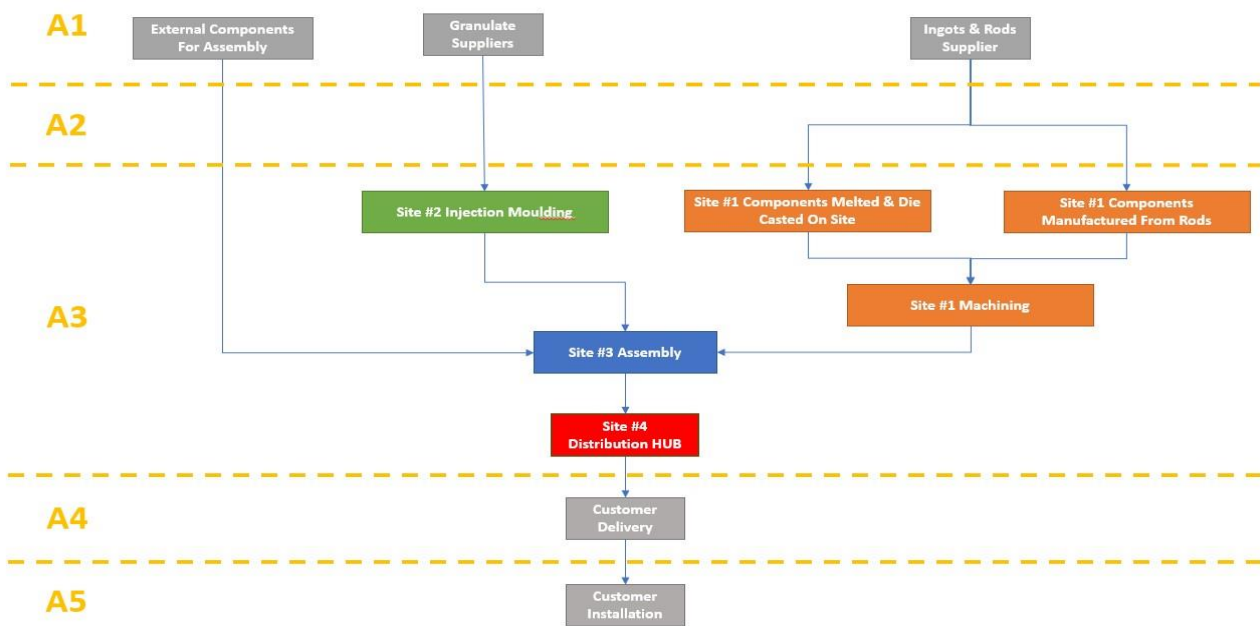 A1
External Components
For Assembly
Granulate
Suppliers
Ingots & Rods
Supplier
A2
A3
Site #2 Injection Moulding
Site #1 Components Melted & Die
Casted On Site
Site #1 Components
Manufactured From Rods
Site #1 Machining
Site #3 Assembly
Site #4
Distribution HUB
A4
Customer
Delivery
A5
Customer
Installation